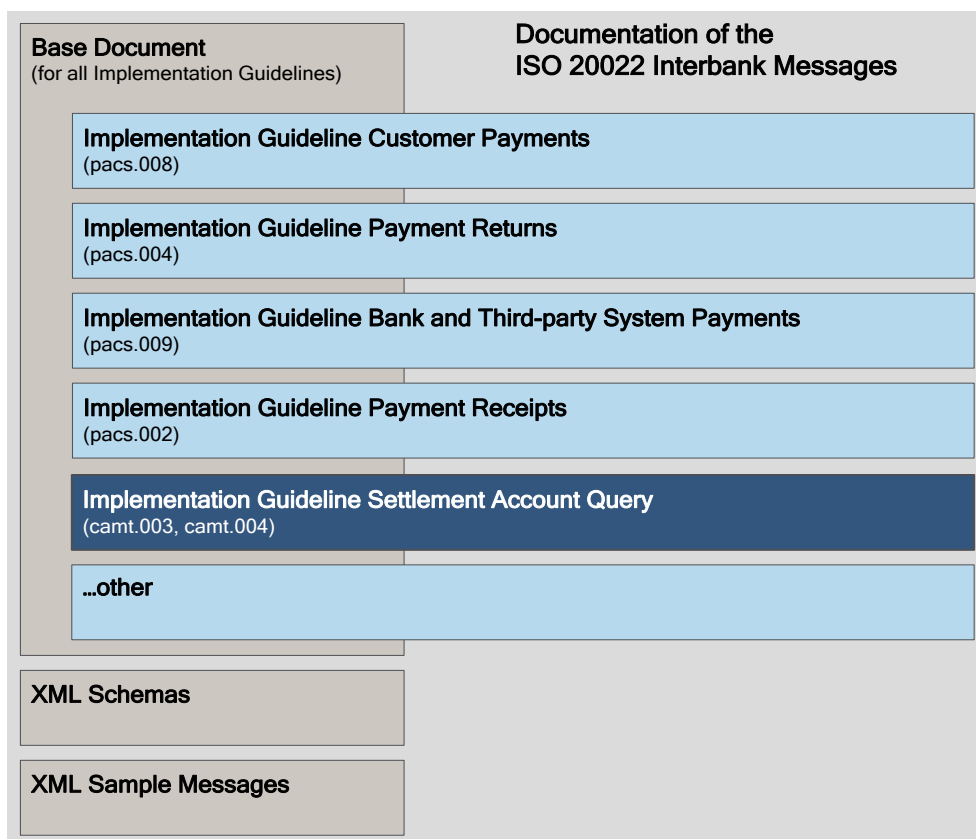 Base Document
(for all Implementation Guidelines)
Documentation of the
ISO 20022 Interbank Messages
Implementation Guideline Customer Payments
(pacs.008)
Implementation Guideline Payment Returns
(pacs.004)
Implementation Guideline Bank and Third-party System Payments
(pacs.009)
Implementation Guideline Payment Receipts
(pacs.002)
Implementation Guideline Settlement Account Query
(camt.003, camt.004)
…other
XML Schemas
XML Sample Messages